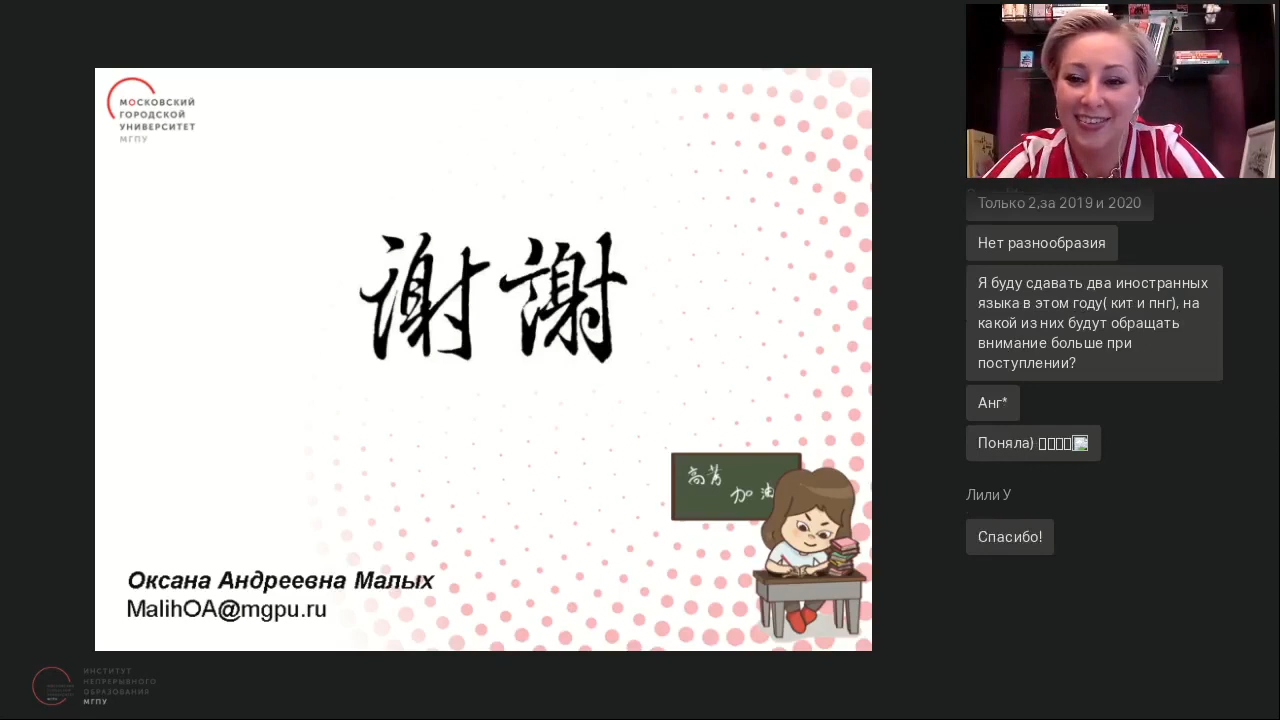 МОСКОВСКИЙ
ГОРОДСКОЙ
УНИВЕРСИТЕТ
МГПУ
謝謝
高考
加油
Оксана Андреевна Малых
MalihOA@mgpu.ru
ИНСТИТУТ
НЕПРЕРЫВНОГО
ОБРАЗОВАНИЯ
МГПУ
Только 2,за 2019 и 2020
Нет разнообразия
Я буду сдавать два иностранных
языка в этом году( кит и пнг), на
какой из них будут обращать
внимание больше при
поступлении?
Анг*
Поняла)
Лили У
Спасибо!